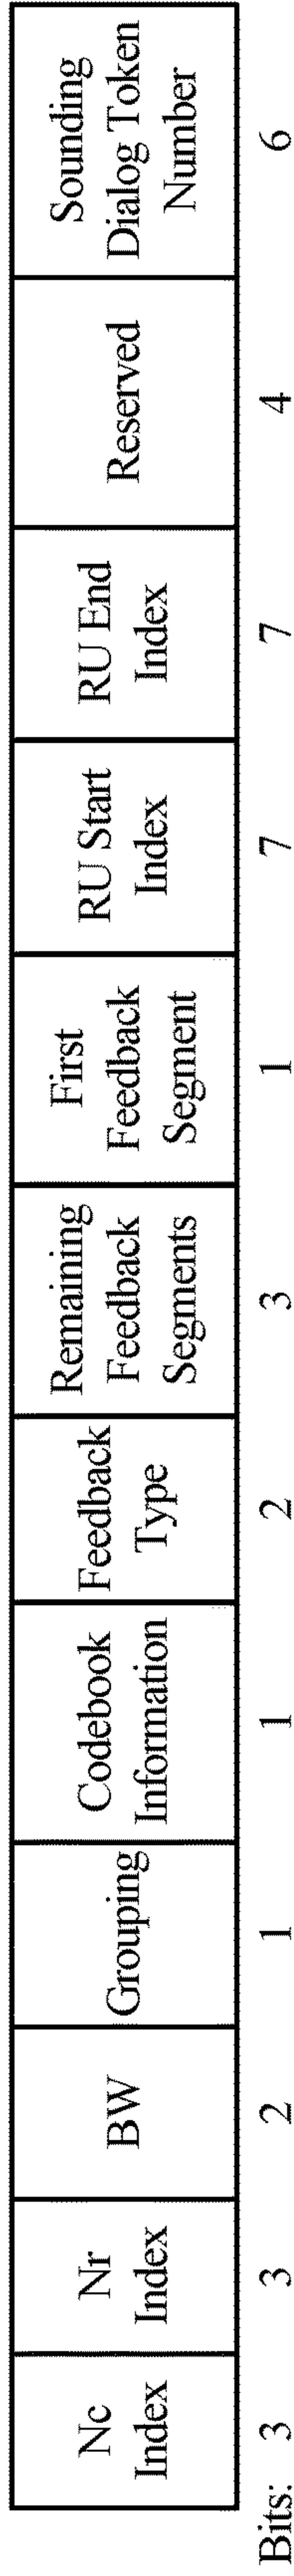 Nc
Index
Nr
Index
BW
Grouping
Codebook
Information
Feedback
Type
Remaining
Feedback
Segments
First
Feedback
Segment
RU Start
Index
RU End
Index
Reserved
Sounding
Dialog Token
Number
Bits: 3 3 2 1 1 2 3 1 7 7 4 6